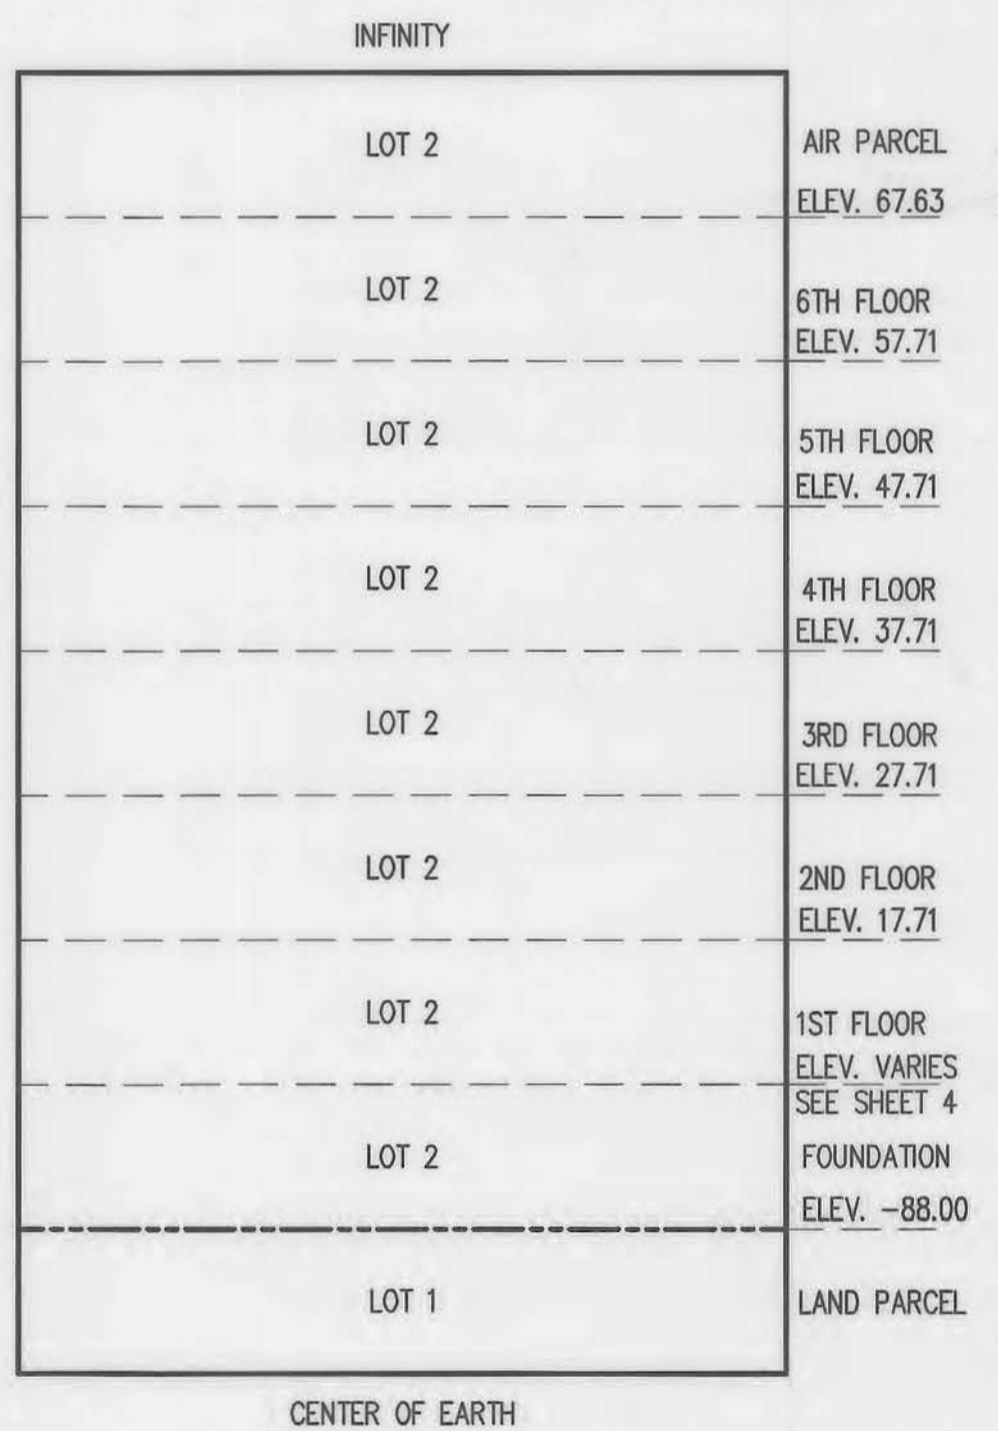 INFINITY
LOT 2
AIR PARCEL
ELEV. 67.63
LOT 2
6TH FLOOR
ELEV. 57.71
LOT 2
5TH FLOOR
ELEV. 47.71
LOT 2
4TH FLOOR
ELEV. 37.71
LOT 2
3RD FLOOR
ELEV. 27.71
LOT 2
2ND FLOOR
ELEV. 17.71
LOT 2
1ST FLOOR
ELEV. VARIES
SEE SHEET 4
LOT 2
FOUNDATION
ELEV. -88.00
LOT 1
LAND PARCEL
CENTER OF EARTH